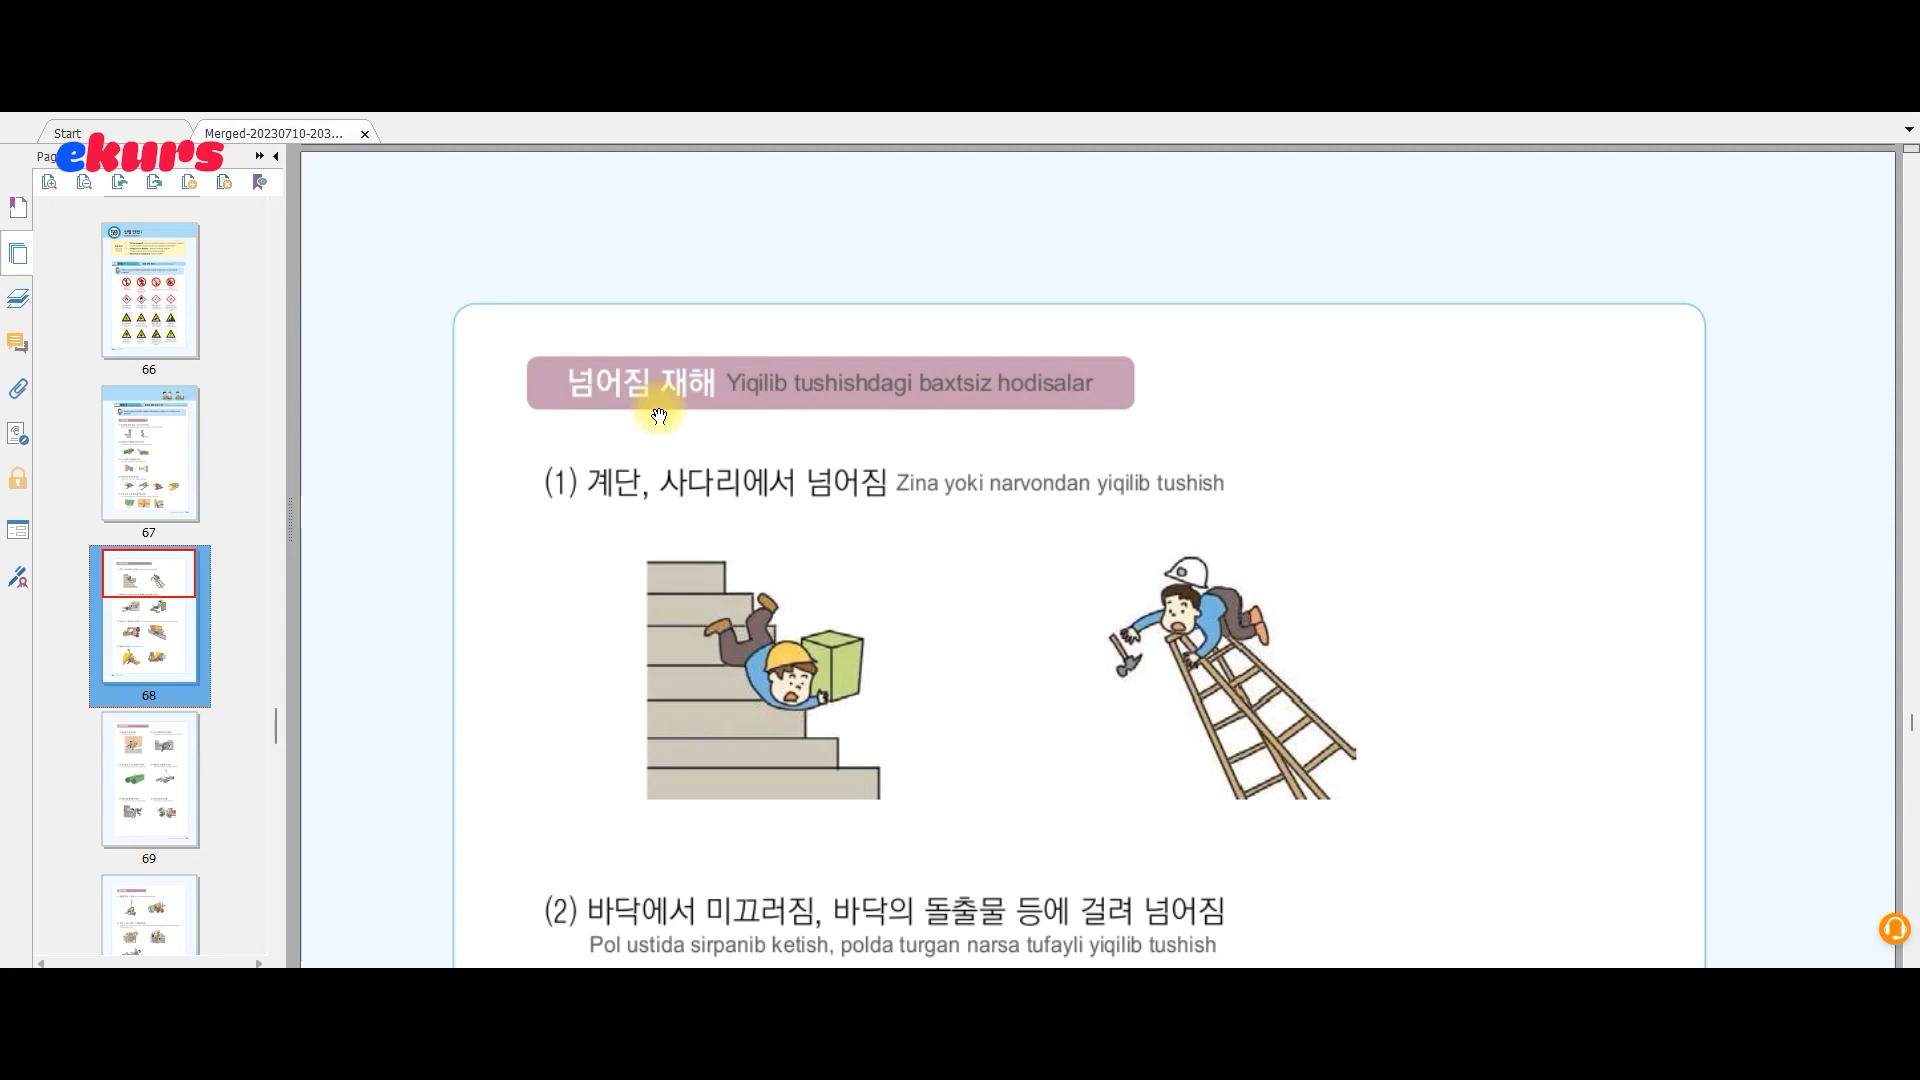 Start
Merged-20230710-203...
Pag
ekurs
66
67
68
69
넘어짐 재해 Yiqilib tushishdagi baxtsiz hodisalar
(1) 계단, 사다리에서 넘어짐 Zina yoki narvondan yiqilib tushish
(2) 바닥에서 미끄러짐, 바닥의 돌출물 등에 걸려 넘어짐
Pol ustida sirpanib ketish, polda turgan narsa tufayli yiqilib tushish